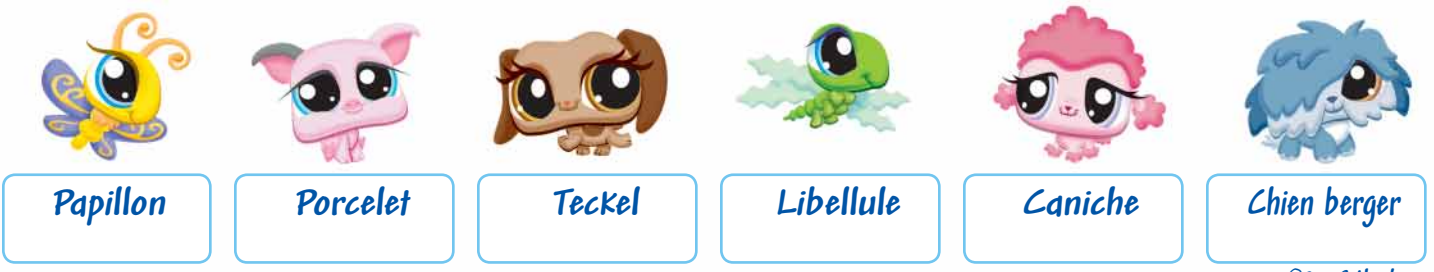 Papillon
Porcelet
Teckel
Libellule
Caniche
Chien berger